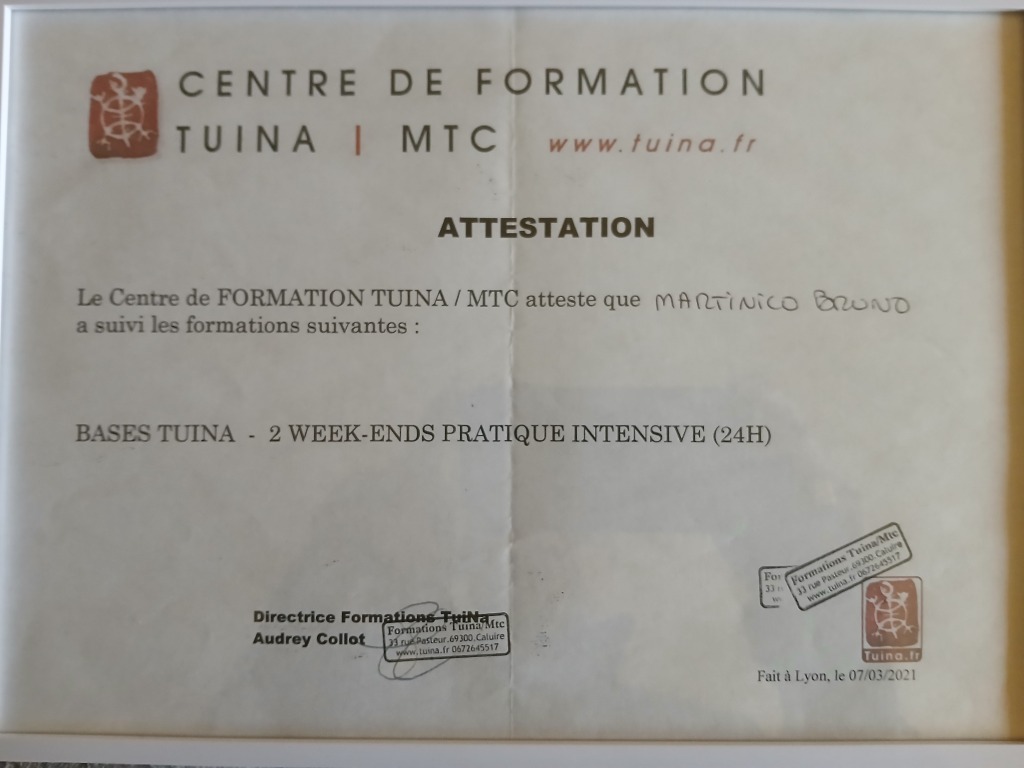 CENTRE DE FORMATION
TUINA | MTC www.tuina.fr
ATTESTATION
Le Centre de FORMATION TUINA / MTC atteste que MARTINICO BRUNO
a suivi les formations suivantes :
BASES TUINA - 2 WEEK-ENDS PRATIQUE INTENSIVE (24H)
For
33 r
Formations Tuina/Mtc
33 rue Pasteur.69300.Caluire
www.tuina.fr 0672645517
Directrice Formations TuiNa
Audrey Collot
Formations Tuina/Mtc
33 rue Pasteur.69300.Caluire
www.tuina.fr 0672645517
Tuina.fr
Fait à Lyon, le 07/03/2021